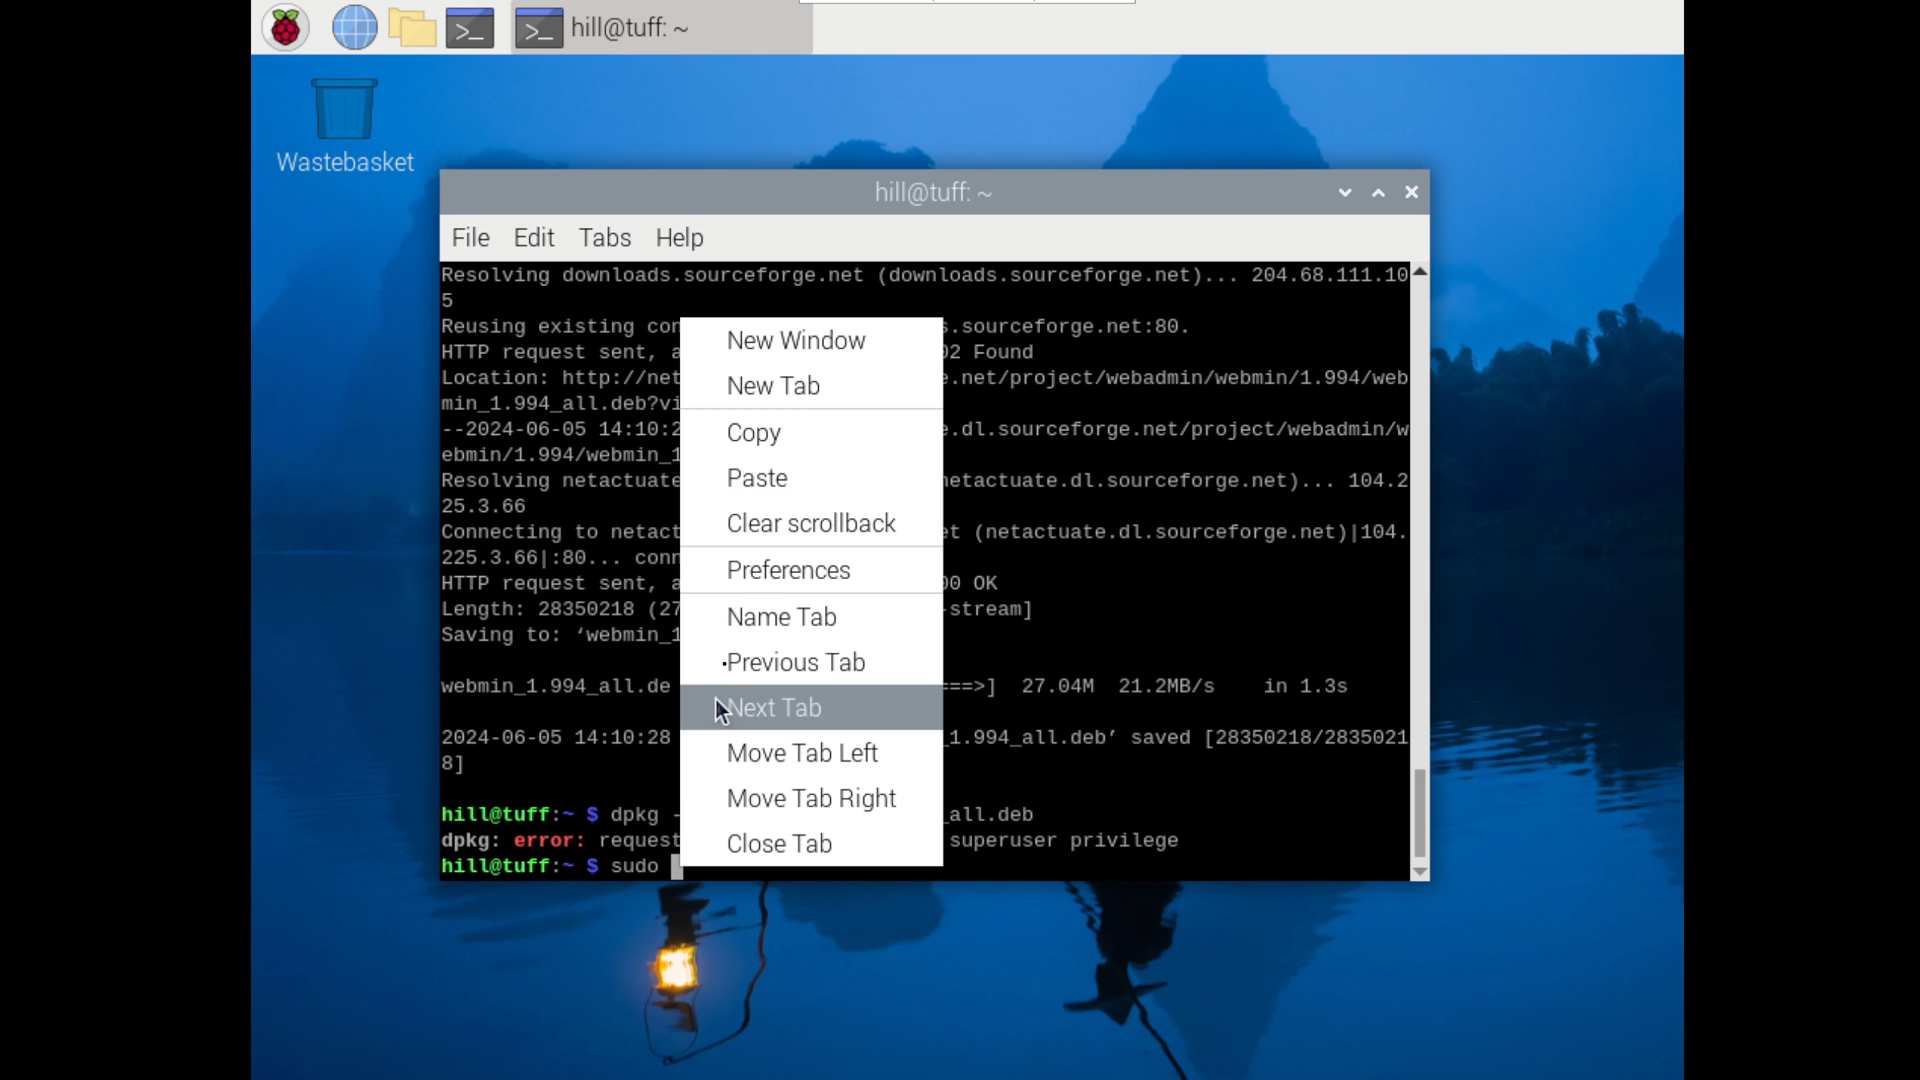 hill@tuff: ~
Wastebasket
hill@tuff: ~
File Edit Tabs Help
Resolving downloads.sourceforge.net (downloads.sourceforge.net)... 204.68.111.10
5
Reusing existing con s.sourceforge.net:80.
HTTP request sent, a 02 Found
Location: http://net e.net/project/webadmin/webmin/1.994/web
min_1.994_all.deb?vi
--2024-06-05 14:10:2 e.dl.sourceforge.net/project/webadmin/w
ebmin/1.994/webmin_1
Resolving netactuate netactuate.dl.sourceforge.net)... 104.2
25.3.66
Connecting to netact et (netactuate.dl.sourceforge.net)|104.
225.3.66|:80... conn
HTTP request sent, a 00 OK
Length: 28350218 (27 -stream]
Saving to: ‘webmin_1
webmin_1.994_all.de ===>] 27.04M 21.2MB/s in 1.3s
2024-06-05 14:10:28 _1.994_all.deb’ saved [28350218/2835021
8]
hill@tuff:~ $ dpkg - _all.deb
dpkg: error: request superuser privilege
hill@tuff:~ $ sudo
New Window
New Tab
Copy
Paste
Clear scrollback
Preferences
Name Tab
Previous Tab
Next Tab
Move Tab Left
Move Tab Right
Close Tab